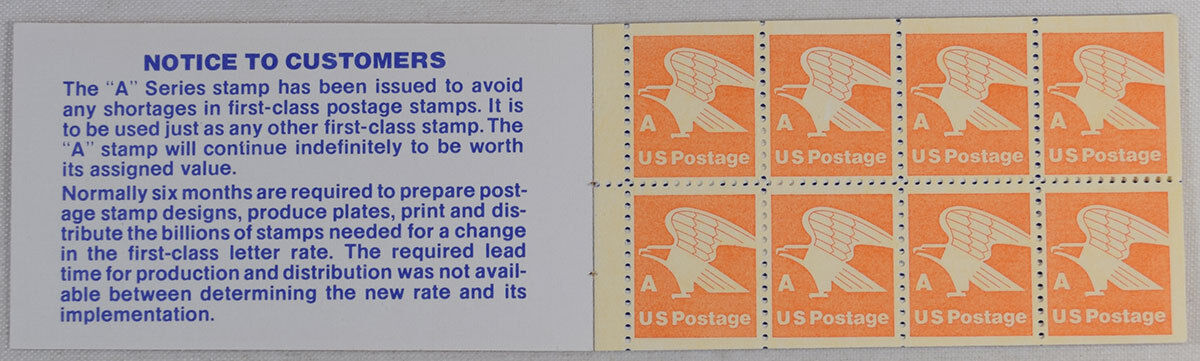 NOTICE TO CUSTOMERS
The "A" Series stamp has been issued to avoid
any shortages in first-class postage stamps. It is
to be used just as any other first-class stamp. The
"A" stamp will continue indefinitely to be worth
its assigned value.
Normally six months are required to prepare post-
age stamp designs, produce plates, print and dis-
tribute the billions of stamps needed for a change
in the first-class letter rate. The required lead
time for production and distribution was not avail-
able between determining the new rate and its
implementation.
A A A A
US Postage US Postage US Postage US Postage
A A A A
US Postage US Postage US Postage US Postage